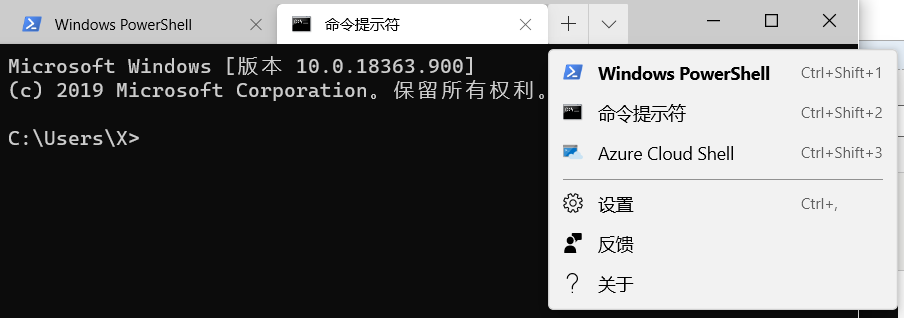 Windows PowerShell
命令提示符
Microsoft Windows [版本 10.0.18363.900]
(c) 2019 Microsoft Corporation。保留所有权利。
C:\Users\X>
Windows PowerShell Ctrl+Shift+1
命令提示符 Ctrl+Shift+2
Azure Cloud Shell Ctrl+Shift+3
设置 Ctrl+,
反馈
关于